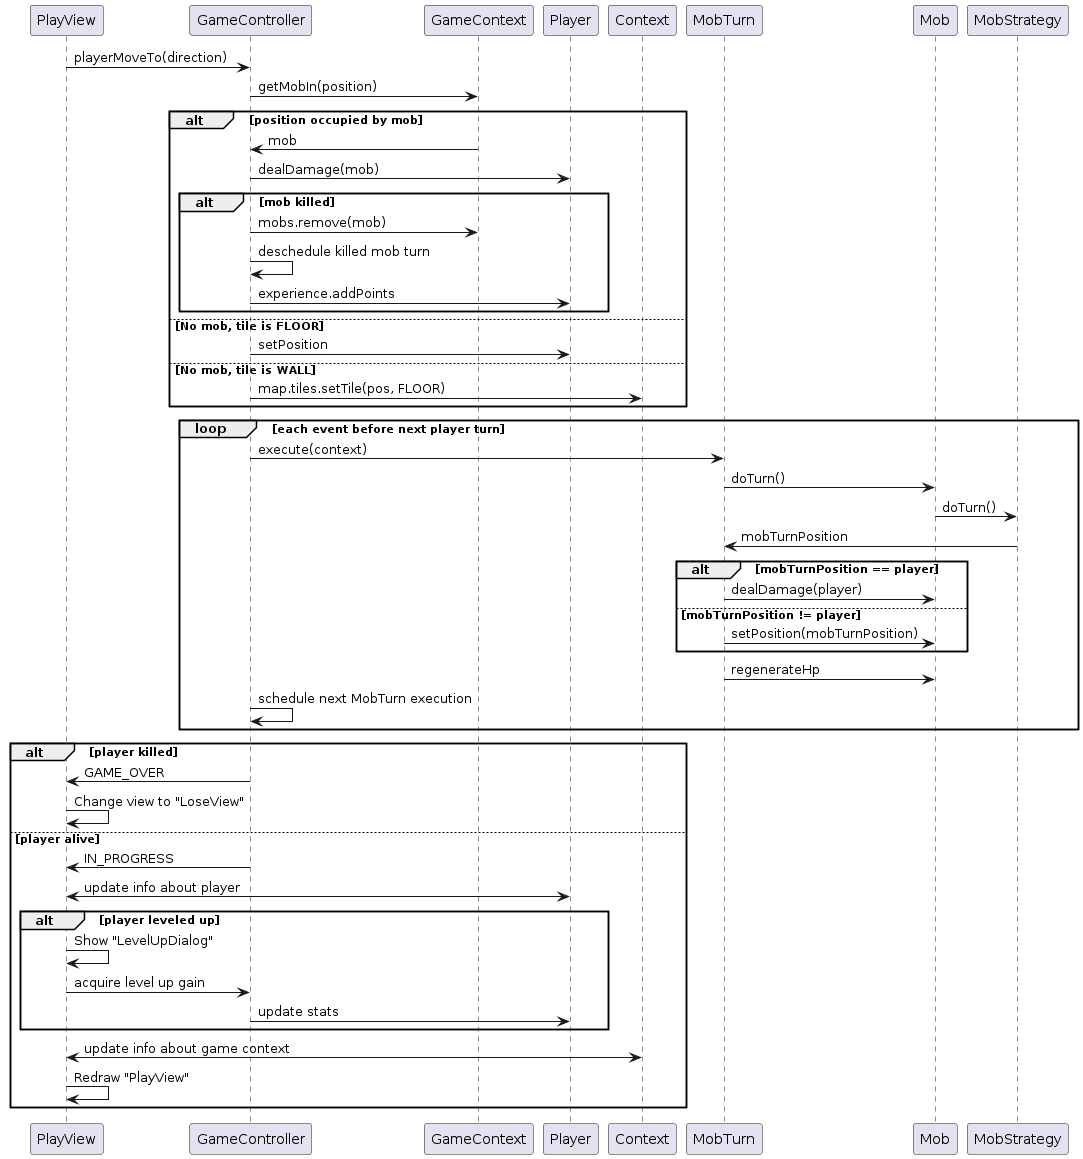 PlayView GameController GameContext Player Context MobTurn Mob MobStrategy
playerMoveTo(direction)
getMobIn(position)
alt [position occupied by mob]
mob
dealDamage(mob)
alt [mob killed]
mobs.remove(mob)
deschedule killed mob turn
experience.addPoints
[No mob, tile is FLOOR]
setPosition
[No mob, tile is WALL]
map.tiles.setTile(pos, FLOOR)
loop [each event before next player turn]
execute(context)
doTurn()
doTurn()
mobTurnPosition
alt [mobTurnPosition == player]
dealDamage(player)
[mobTurnPosition != player]
setPosition(mobTurnPosition)
regenerateHp
schedule next MobTurn execution
alt [player killed]
GAME_OVER
Change view to "LoseView"
[player alive]
IN_PROGRESS
update info about player
alt [player leveled up]
Show "LevelUpDialog"
acquire level up gain
update stats
update info about game context
Redraw "PlayView"
PlayView GameController GameContext Player Context MobTurn Mob MobStrategy